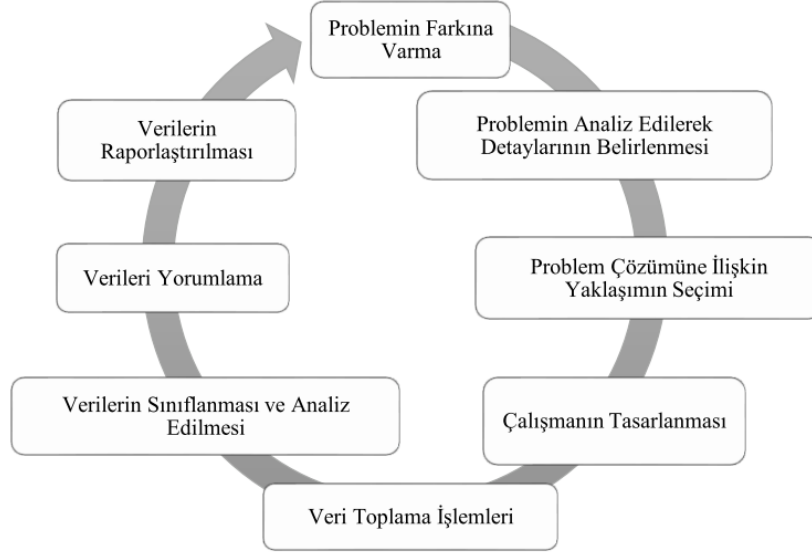 Problemin Farkına
Varma
Problemin Analiz Edilerek
Detaylarının Belirlenmesi
Problem Çözümüne İlişkin
Yaklaşımın Seçimi
Çalışmanın Tasarlanması
Veri Toplama İşlemleri
Verilerin Sınıflanması ve Analiz
Edilmesi
Verileri Yorumlama
Verilerin
Raporlaştırılması